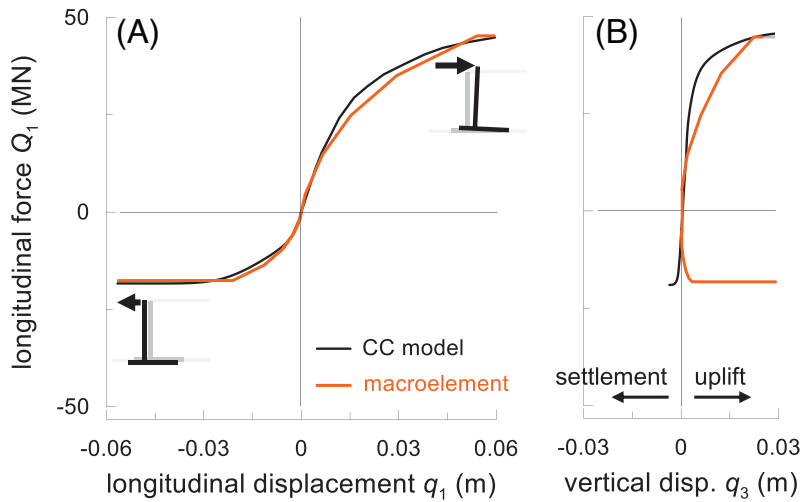 (A)
(B)
50
0
-50
longitudinal force Q₁ (MN)
CC model
macroelement
settlement uplift
-0.06 -0.03 0 0.03 0.06
-0.03 0 0.03
longitudinal displacement q₁ (m)
vertical disp. q₃ (m)